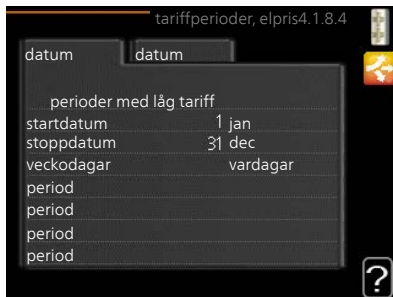 tariffperioder, elpris4.1.8.4
datum datum
perioder med låg tariff
startdatum 1 jan
stoppdatum 31 dec
veckodagar vardagar
period
period
period
period
?